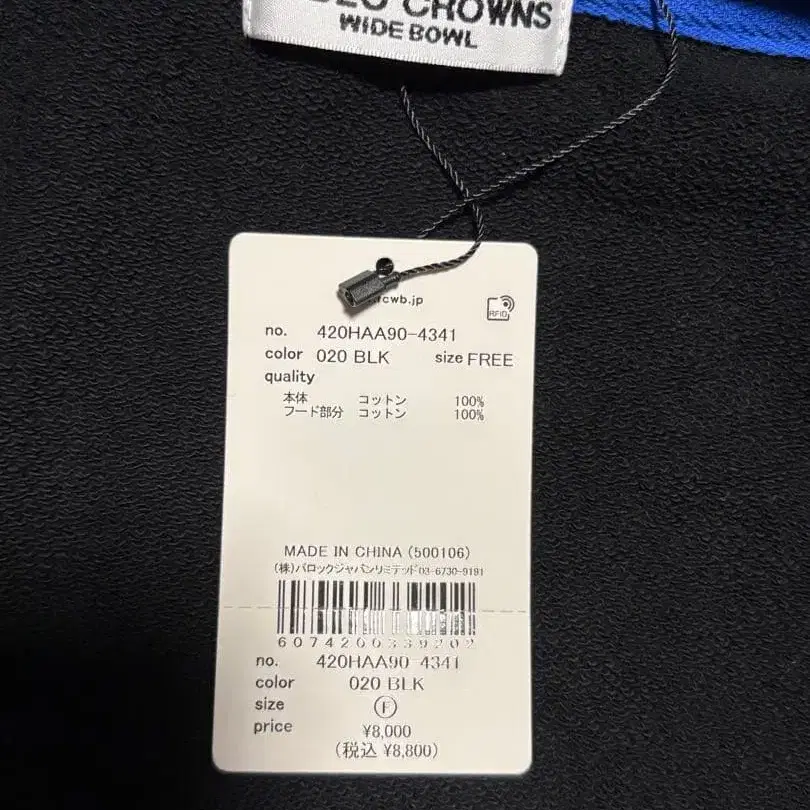 CROWNS
WIDE BOWL
cwb.jp
RFID
no. 420HAA90-4341
color 020 BLK size FREE
quality
本体 コットン 100%
フード部分 コットン 100%
MADE IN CHINA (500106)
(株)バロックジャパンリミテッド03-6730-9191
6074200339202
no. 420HAA90-4341
color 020 BLK
size F
price ¥8,000
(税込 ¥8,800)